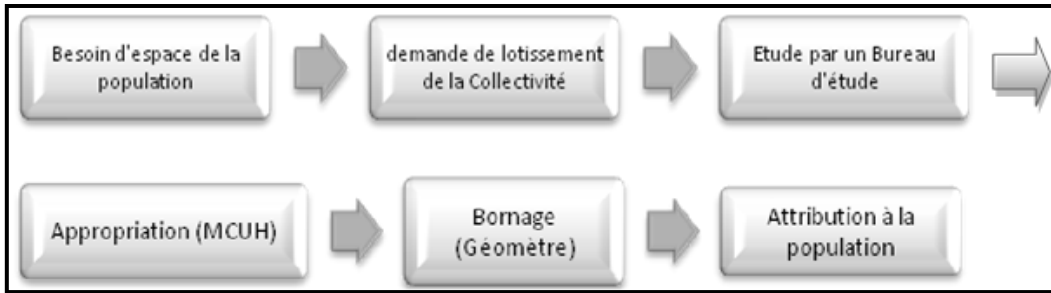 Besoin d'espace de la
population
demande de lotissement
de la Collectivité
Etude par un Bureau
d'étude
Appropriation (MCUH)
Bornage
(Géomètre)
Attribution à la
population